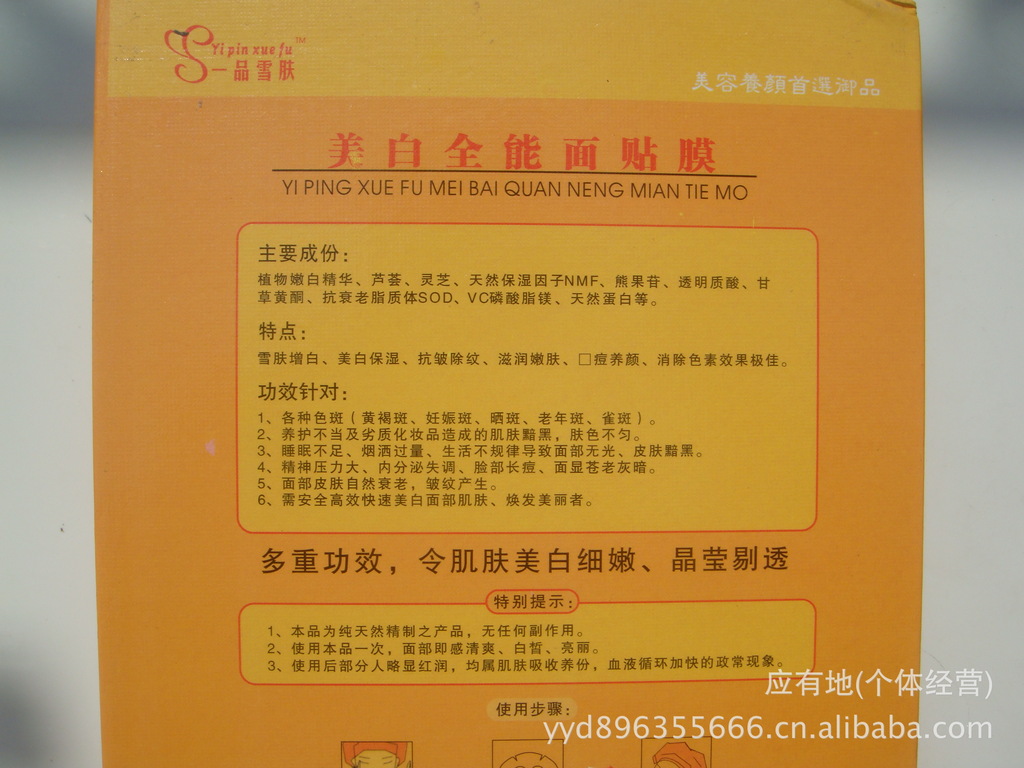 Yi pin xue fu TM
一品雪肤
美容養顏首選御品
美白全能面贴膜
YI PING XUE FU MEI BAI QUAN NENG MIAN TIE MO
主要成份：
植物嫩白精华、芦荟、灵芝、天然保湿因子NMF、熊果苷、透明质酸、甘
草黄酮、抗衰老脂质体SOD、VC磷酸脂镁、天然蛋白等。
特点：
雪肤增白、美白保湿、抗皱除纹、滋润嫩肤、□痘养颜、消除色素效果极佳。
功效针对：
1、各种色斑（黄褐斑、妊娠斑、晒斑、老年斑、雀斑）。
2、养护不当及劣质化妆品造成的肌肤黯黑，肤色不匀。
3、睡眠不足、烟洒过量、生活不规律导致面部无光、皮肤黯黑。
4、精神压力大、内分泌失调、脸部长痘、面显苍老灰暗。
5、面部皮肤自然衰老，皱纹产生。
6、需安全高效快速美白面部肌肤、焕发美丽者。
多重功效，令肌肤美白细嫩、晶莹剔透
特别提示：
1、本品为纯天然精制之产品，无任何副作用。
2、使用本品一次，面部即感清爽、白皙、亮丽。
3、使用后部分人略显红润，均属肌肤吸收养份，血液循环加快的政常现象。
使用步骤：
应有地(个体经营)
yyd896355666.cn.alibaba.com